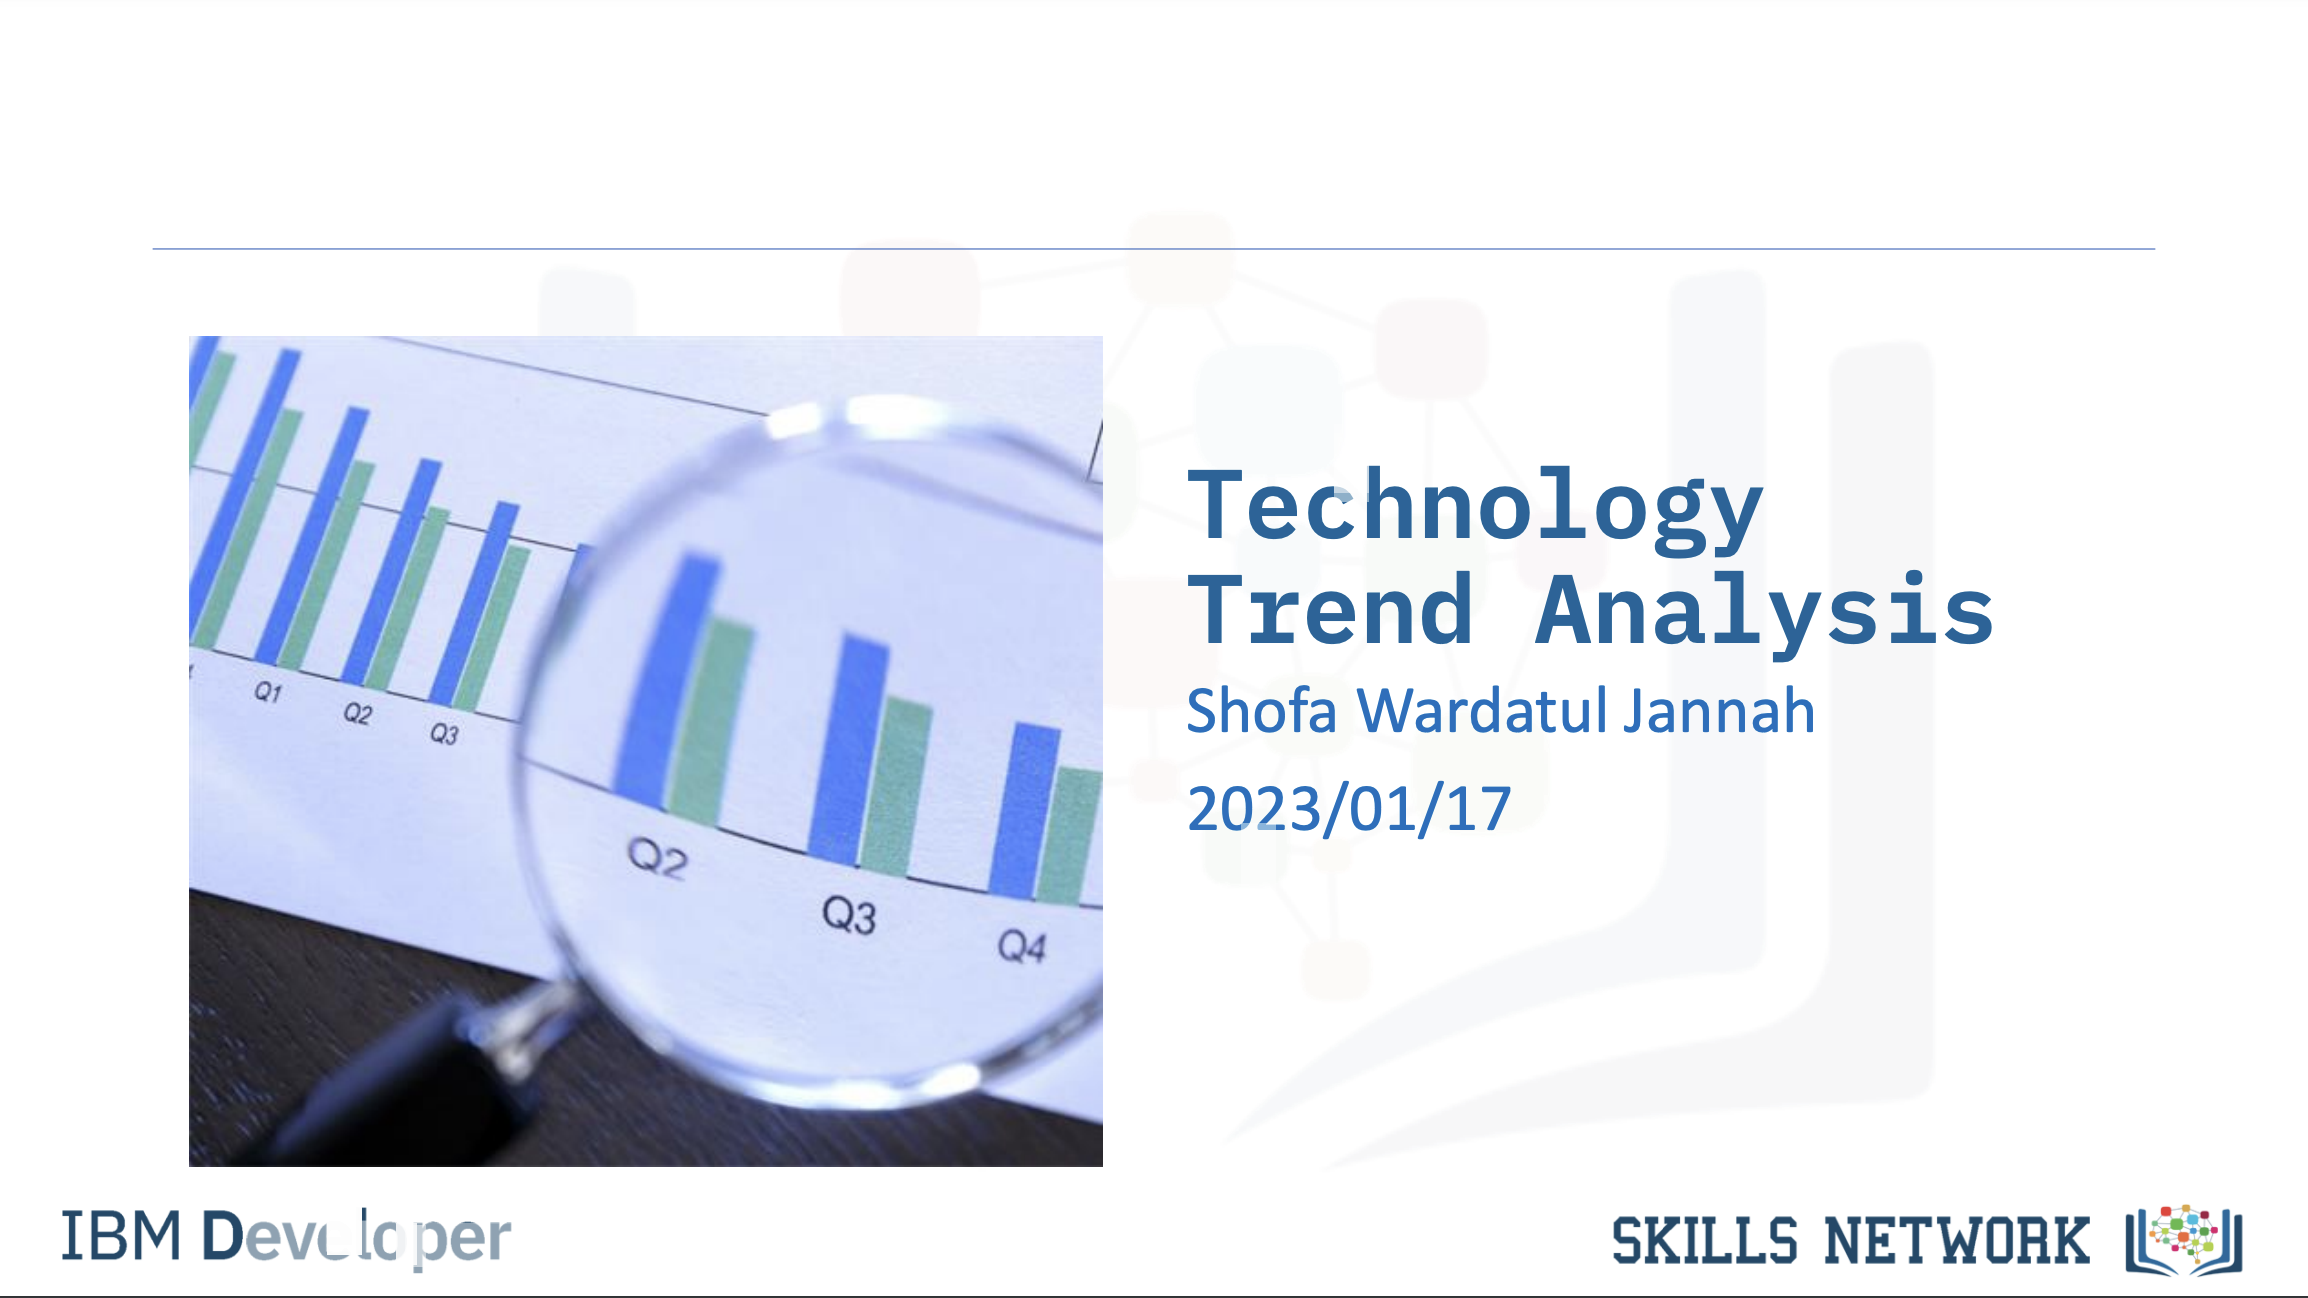 Technology
Trend Analysis
Shofa Wardatul Jannah
2023/01/17
Q1
Q2
Q3
Q2
Q3
Q4
IBM Developer
SKILLS NETWORK